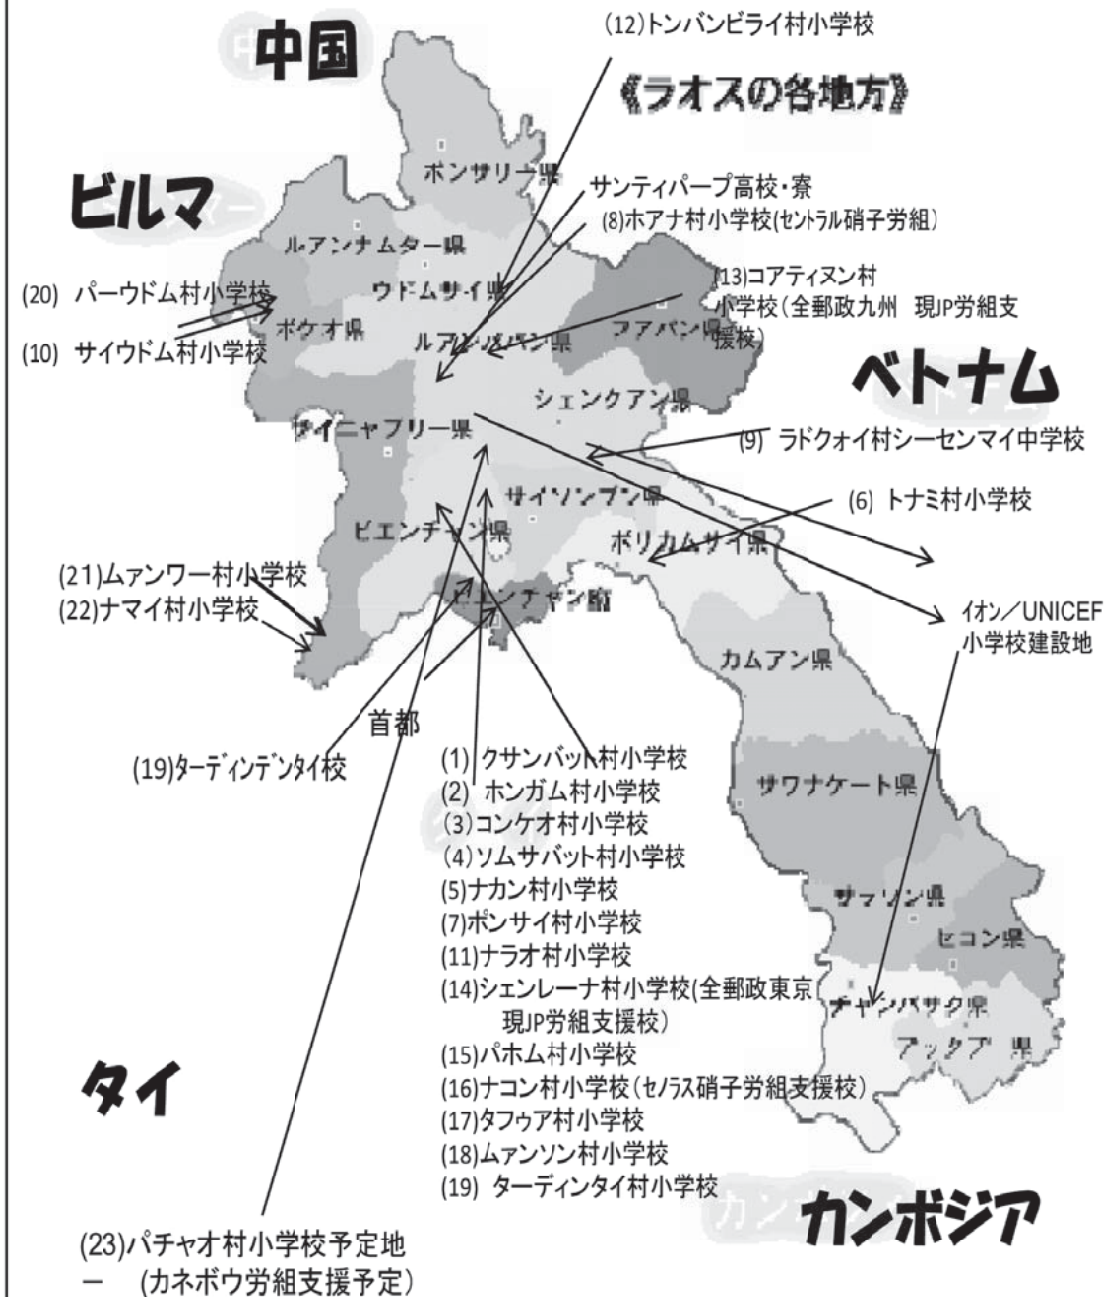 中国
(12)トンバンビライ村小学校
《ラオスの各地方》
ポンサリー県
ビルマ
サンティパープ高校・寮
(8)ホアナ村小学校(セントラル硝子労組)
ルアンナムター県
(13)コアティヌン村
小学校(全郵政九州 現JP労組支
援校)
(20) パーウドム村小学校
ウドムサイ県
ボケオ県
ルアンパバン県
フアパン県
(10) サイウドム村小学校
ベトナム
シェンクアン県
サイニャブリー県
(9) ラドクォイ村シーセンマイ中学校
サイソンブン県
(6) トナミ村小学校
ビエンチャン県
ボリカムサイ県
(21)ムァンワー村小学校
(22)ナマイ村小学校
ビエンチャン府
イオン/UNICEF
小学校建設地
カムアン県
首都
(19)ターディンデンタイ校
(1) クサンバット村小学校
(2) ホンガム村小学校
(3)コンケオ村小学校
(4)ソムサバット村小学校
(5)ナカン村小学校
(7)ポンサイ村小学校
(11)ナラオ村小学校
(14)シェンレーナ村小学校(全郵政東京
現JP労組支援校)
(15)パホム村小学校
(16)ナコン村小学校(セノラス硝子労組支援校)
(17)タフゥア村小学校
(18)ムァンソン村小学校
(19) ターディンタイ村小学校
サワナケート県
サラワン県
セコン県
チャンパサク県
アッタプ 県
タイ
カンボジア
(23)パチャオ村小学校予定地
ー (カネボウ労組支援予定)